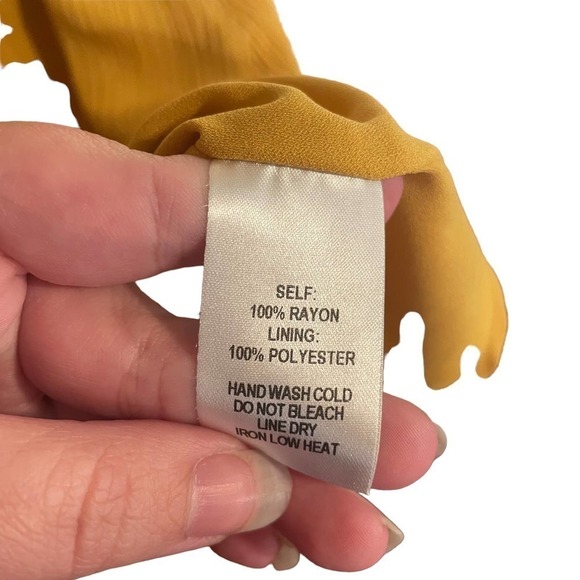 SELF:
100% RAYON
LINING:
100% POLYESTER
HAND WASH COLD
DO NOT BLEACH
LINE DRY
IRON LOW HEAT